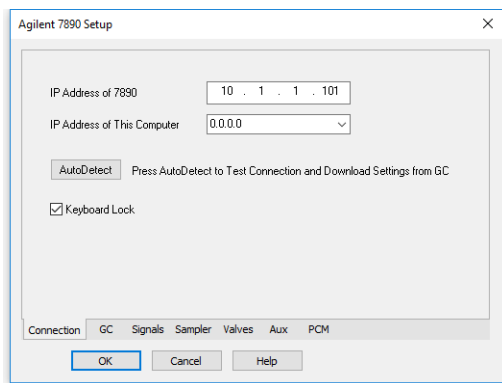 Agilent 7890 Setup
IP Address of 7890 10 . 1 . 1 . 101
IP Address of This Computer 0.0.0.0
AutoDetect Press AutoDetect to Test Connection and Download Settings from GC
Keyboard Lock
Connection GC Signals Sampler Valves Aux PCM
OK Cancel Help